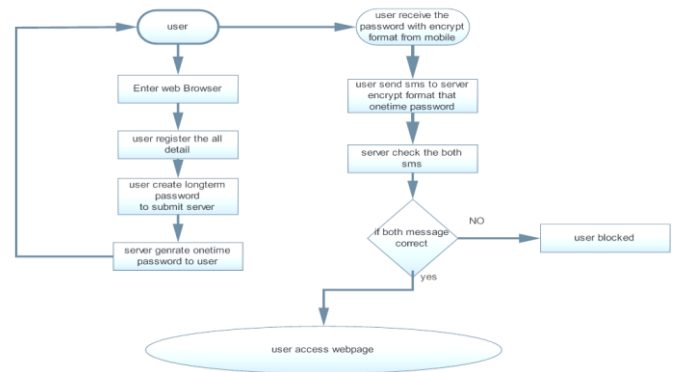 user
Enter web Browser
user register the all
detail
user create longterm
password
to submit server
server genrate onetime
password to user
user receive the
password with encrypt
format from mobile
user send sms to server
encrypt format that
onetime password
server check the both
sms
if both message
correct
NO
user blocked
yes
user access webpage